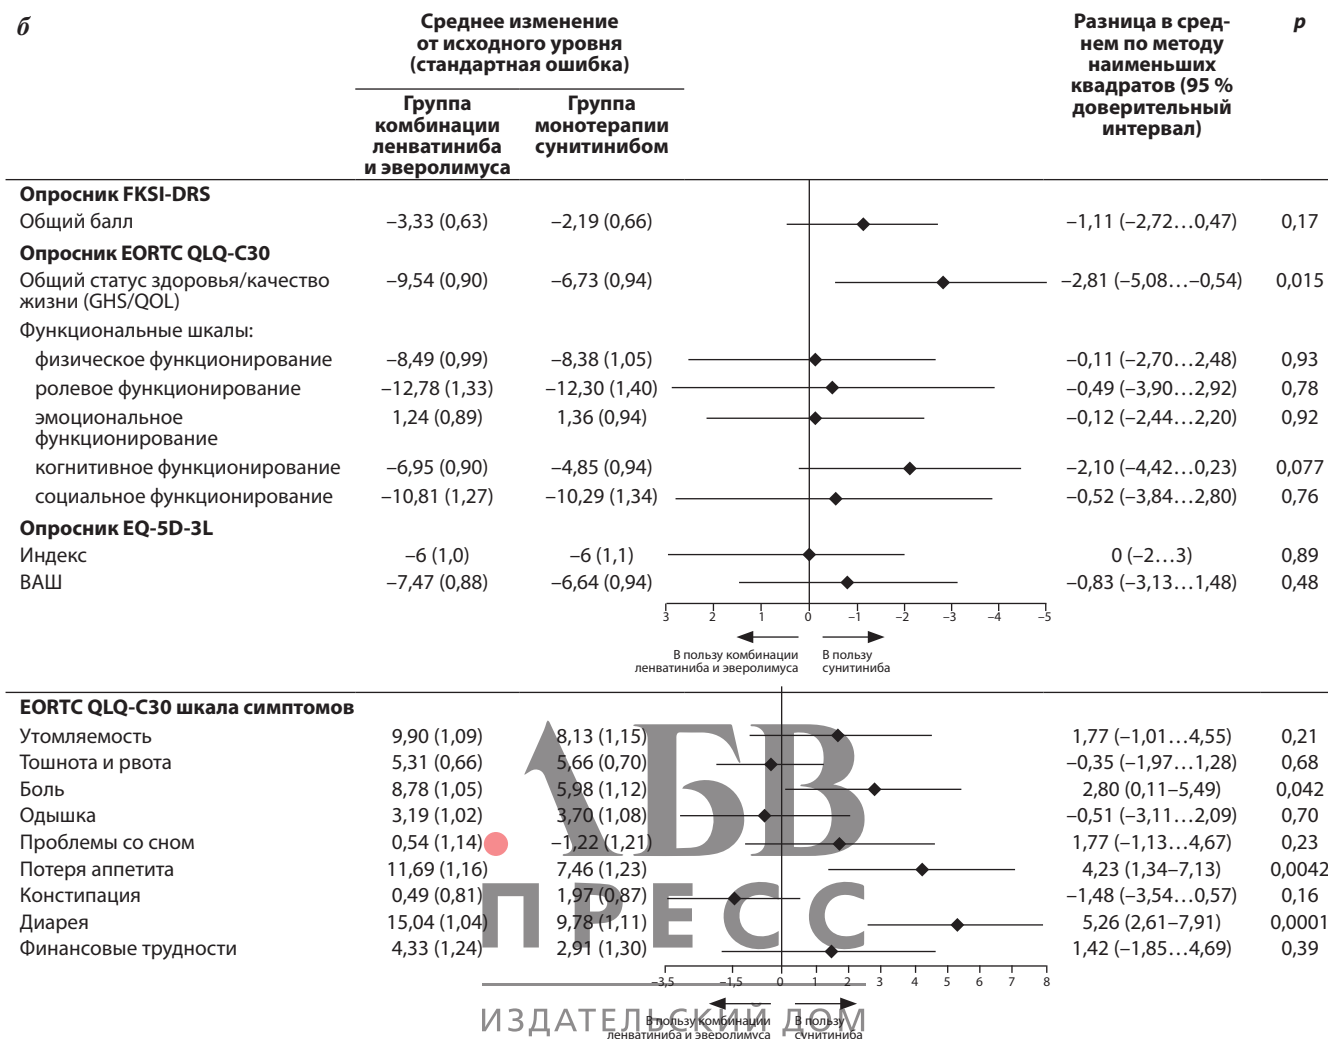 б
Среднее изменение
от исходного уровня
(стандартная ошибка)
Разница в сред-
нем по методу
наименьших
квадратов (95 %
доверительный
интервал)
p
Группа
комбинации
ленватиниба
и эверолимуса
Группа
монотерапии
сунитинибом
Опросник FKSI-DRS
Общий балл –3,33 (0,63) –2,19 (0,66) –1,11 (–2,72…0,47) 0,17
Опросник EORTC QLQ-C30
Общий статус здоровья/качество –9,54 (0,90) –6,73 (0,94) –2,81 (–5,08…–0,54) 0,015
жизни (GHS/QOL)
Функциональные шкалы:
физическое функционирование –8,49 (0,99) –8,38 (1,05) –0,11 (–2,70…2,48) 0,93
ролевое функционирование –12,78 (1,33) –12,30 (1,40) –0,49 (–3,90…2,92) 0,78
эмоциональное 1,24 (0,89) 1,36 (0,94) –0,12 (–2,44…2,20) 0,92
функционирование
когнитивное функционирование –6,95 (0,90) –4,85 (0,94) –2,10 (–4,42…0,23) 0,077
социальное функционирование –10,81 (1,27) –10,29 (1,34) –0,52 (–3,84…2,80) 0,76
Опросник EQ-5D-3L
Индекс –6 (1,0) –6 (1,1) 0 (–2…3) 0,89
ВАШ –7,47 (0,88) –6,64 (0,94) –0,83 (–3,13…1,48) 0,48
3 2 1 0 –1 –2 –3 –4 –5
В пользу комбинации
ленватиниба и эверолимуса
В пользу
сунитиниба
EORTC QLQ-C30 шкала симптомов
Утомляемость 9,90 (1,09) 8,13 (1,15) 1,77 (–1,01…4,55) 0,21
Тошнота и рвота 5,31 (0,66) 5,66 (0,70) –0,35 (–1,97…1,28) 0,68
Боль 8,78 (1,05) 5,98 (1,12) 2,80 (0,11–5,49) 0,042
Одышка 3,19 (1,02) 3,70 (1,08) –0,51 (–3,11…2,09) 0,70
Проблемы со сном 0,54 (1,14) –1,22 (1,21) 1,77 (–1,13…4,67) 0,23
Потеря аппетита 11,69 (1,16) 7,46 (1,23) 4,23 (1,34–7,13) 0,0042
Констипация 0,49 (0,81) 1,97 (0,87) –1,48 (–3,54…0,57) 0,16
Диарея 15,04 (1,04) 9,78 (1,11) 5,26 (2,61–7,91) 0,0001
Финансовые трудности 4,33 (1,24) 2,91 (1,30) 1,42 (–1,85…4,69) 0,39
–3,5 –1,5 0 1 2 3 4 5 6 7 8
В пользу комбинации
ленватиниба и эверолимуса
В пользу
сунитиниба
АБВ
ПРЕСС
ИЗДАТЕЛЬСКИЙ ДОМ